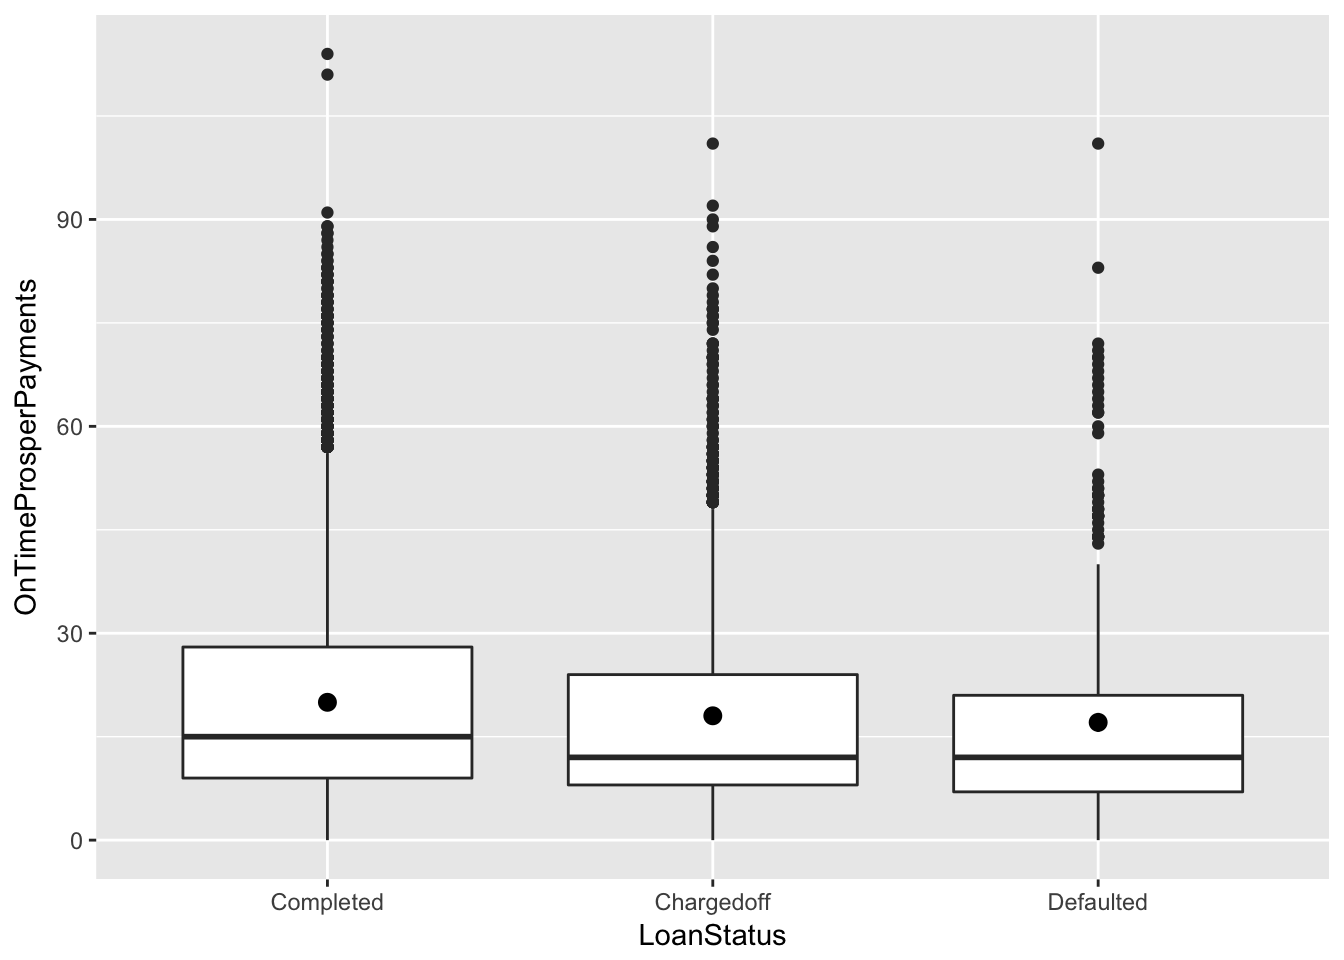 OnTimeProsperPayments
90
60
30
0
Completed
Chargedoff
Defaulted
LoanStatus